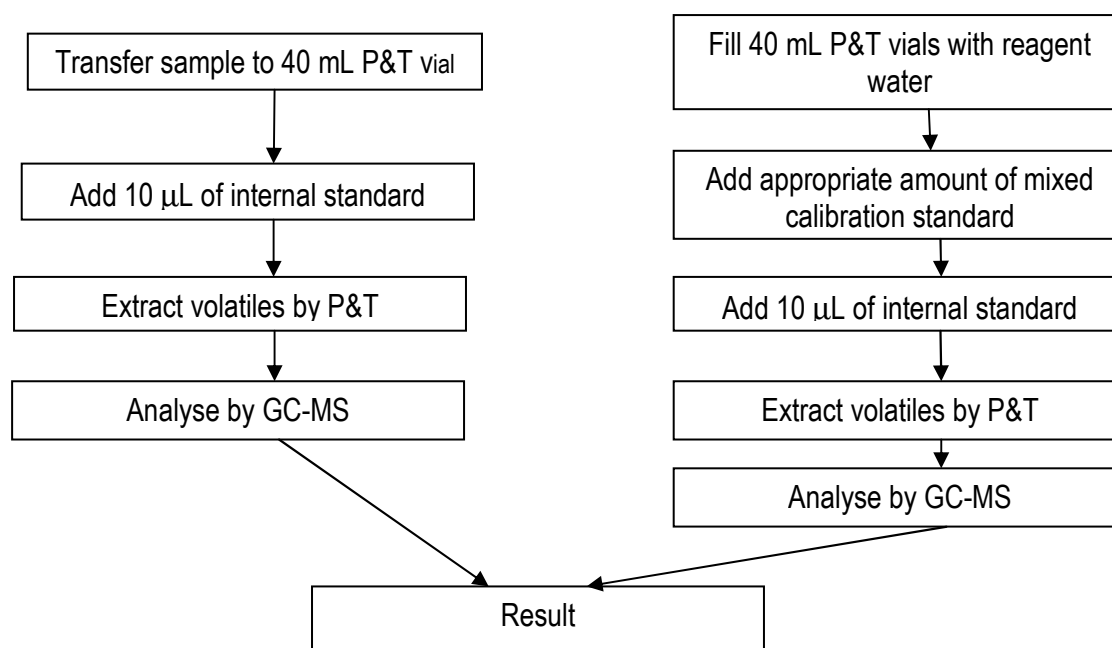 Transfer sample to 40 mL P&T vial
Add 10 μL of internal standard
Extract volatiles by P&T
Analyse by GC-MS
Fill 40 mL P&T vials with reagent
water
Add appropriate amount of mixed
calibration standard
Add 10 μL of internal standard
Extract volatiles by P&T
Analyse by GC-MS
Result